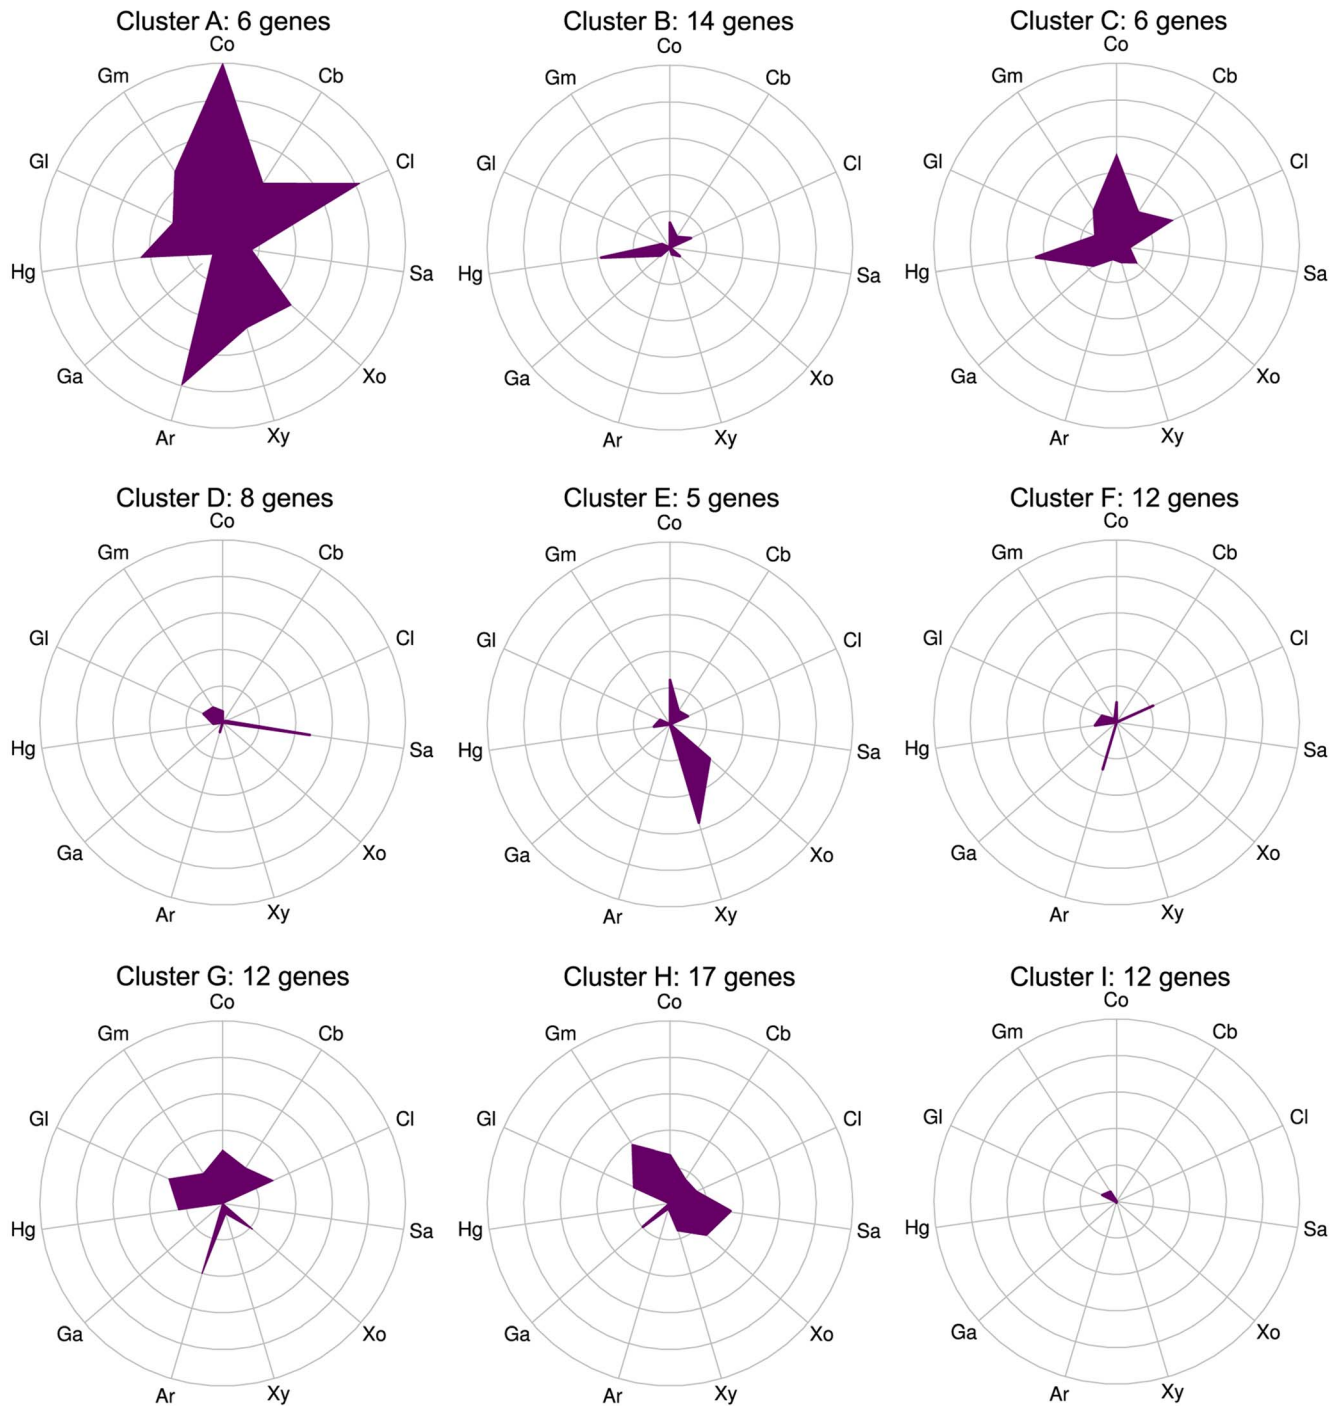 Cluster A: 6 genes
Co
Gm
Cb
Gl
Cl
Hg
Sa
Ga
Xo
Ar
Xy
Cluster B: 14 genes
Co
Gm
Cb
Gl
Cl
Hg
Sa
Ga
Xo
Ar
Xy
Cluster C: 6 genes
Co
Gm
Cb
Gl
Cl
Hg
Sa
Ga
Xo
Ar
Xy
Cluster D: 8 genes
Co
Gm
Cb
Gl
Cl
Hg
Sa
Ga
Xo
Ar
Xy
Cluster E: 5 genes
Co
Gm
Cb
Gl
Cl
Hg
Sa
Ga
Xo
Ar
Xy
Cluster F: 12 genes
Co
Gm
Cb
Gl
Cl
Hg
Sa
Ga
Xo
Ar
Xy
Cluster G: 12 genes
Co
Gm
Cb
Gl
Cl
Hg
Sa
Ga
Xo
Ar
Xy
Cluster H: 17 genes
Co
Gm
Cb
Gl
Cl
Hg
Sa
Ga
Xo
Ar
Xy
Cluster I: 12 genes
Co
Gm
Cb
Gl
Cl
Hg
Sa
Ga
Xo
Ar
Xy